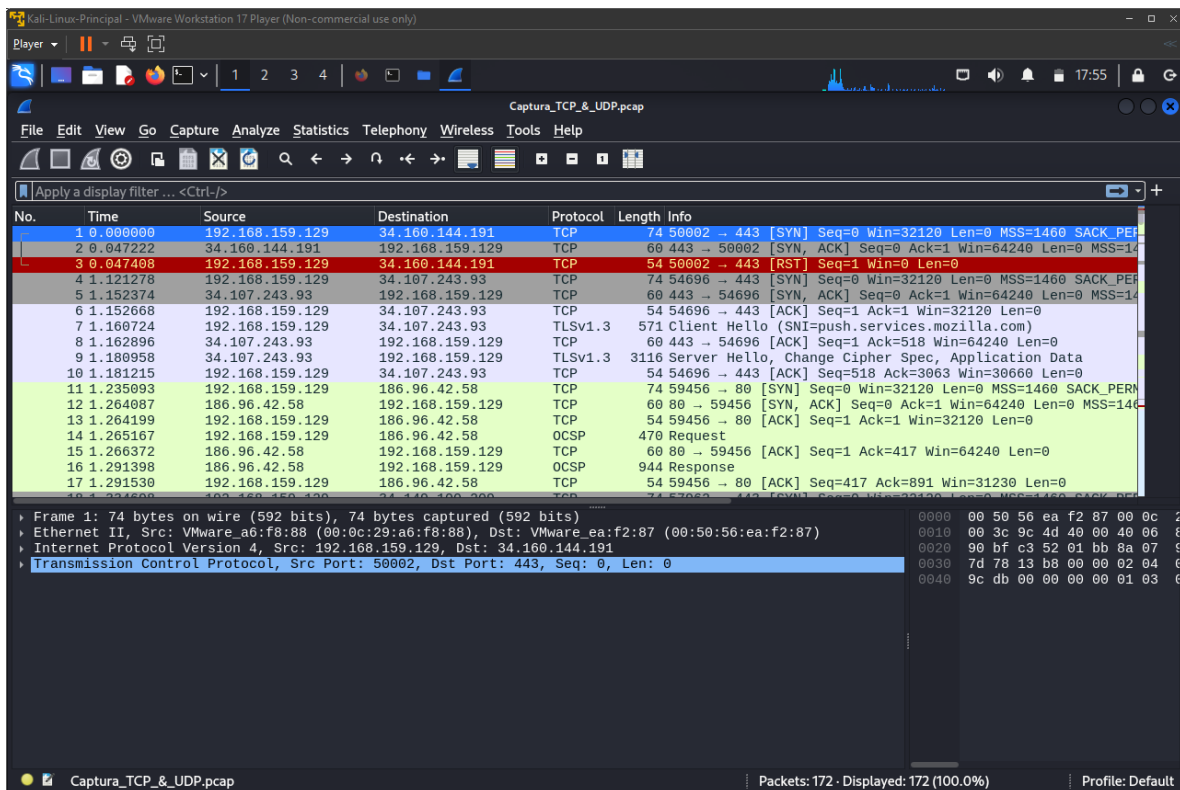 Kali-Linux-Principal - VMware Workstation 17 Player (Non-commercial use only)
Player
1 2 3 4 17:55
Captura_TCP_&_UDP.pcap
File Edit View Go Capture Analyze Statistics Telephony Wireless Tools Help
Apply a display filter … <Ctrl-/>
No. Time Source Destination Protocol Length Info
1 0.000000 192.168.159.129 34.160.144.191 TCP 74 50002 → 443 [SYN] Seq=0 Win=32120 Len=0 MSS=1460 SACK_PER
2 0.047222 34.160.144.191 192.168.159.129 TCP 60 443 → 50002 [SYN, ACK] Seq=0 Ack=1 Win=64240 Len=0 MSS=14
3 0.047408 192.168.159.129 34.160.144.191 TCP 54 50002 → 443 [RST] Seq=1 Win=0 Len=0
4 1.121278 192.168.159.129 34.107.243.93 TCP 74 54696 → 443 [SYN] Seq=0 Win=32120 Len=0 MSS=1460 SACK_PER
5 1.152374 34.107.243.93 192.168.159.129 TCP 60 443 → 54696 [SYN, ACK] Seq=0 Ack=1 Win=64240 Len=0 MSS=14
6 1.152668 192.168.159.129 34.107.243.93 TCP 54 54696 → 443 [ACK] Seq=1 Ack=1 Win=32120 Len=0
7 1.160724 192.168.159.129 34.107.243.93 TLSv1.3 571 Client Hello (SNI=push.services.mozilla.com)
8 1.162896 34.107.243.93 192.168.159.129 TCP 60 443 → 54696 [ACK] Seq=1 Ack=518 Win=64240 Len=0
9 1.180958 34.107.243.93 192.168.159.129 TLSv1.3 3116 Server Hello, Change Cipher Spec, Application Data
10 1.181215 192.168.159.129 34.107.243.93 TCP 54 54696 → 443 [ACK] Seq=518 Ack=3063 Win=30660 Len=0
11 1.235093 192.168.159.129 186.96.42.58 TCP 74 59456 → 80 [SYN] Seq=0 Win=32120 Len=0 MSS=1460 SACK_PERM
12 1.264087 186.96.42.58 192.168.159.129 TCP 60 80 → 59456 [SYN, ACK] Seq=0 Ack=1 Win=64240 Len=0 MSS=146
13 1.264199 192.168.159.129 186.96.42.58 TCP 54 59456 → 80 [ACK] Seq=1 Ack=1 Win=32120 Len=0
14 1.265167 192.168.159.129 186.96.42.58 OCSP 470 Request
15 1.266372 186.96.42.58 192.168.159.129 TCP 60 80 → 59456 [ACK] Seq=1 Ack=417 Win=64240 Len=0
16 1.291398 186.96.42.58 192.168.159.129 OCSP 944 Response
17 1.291530 192.168.159.129 186.96.42.58 TCP 54 59456 → 80 [ACK] Seq=417 Ack=891 Win=31230 Len=0
Frame 1: 74 bytes on wire (592 bits), 74 bytes captured (592 bits)
Ethernet II, Src: VMware_a6:f8:88 (00:0c:29:a6:f8:88), Dst: VMware_ea:f2:87 (00:50:56:ea:f2:87)
Internet Protocol Version 4, Src: 192.168.159.129, Dst: 34.160.144.191
Transmission Control Protocol, Src Port: 50002, Dst Port: 443, Seq: 0, Len: 0
0000 00 50 56 ea f2 87 00 0c 2
0010 00 3c 9c 4d 40 00 40 06 8
0020 90 bf c3 52 01 bb 8a 07 9
0030 7d 78 13 b8 00 00 02 04 0
0040 9c db 00 00 00 00 01 03 0
Captura_TCP_&_UDP.pcap Packets: 172 · Displayed: 172 (100.0%) Profile: Default